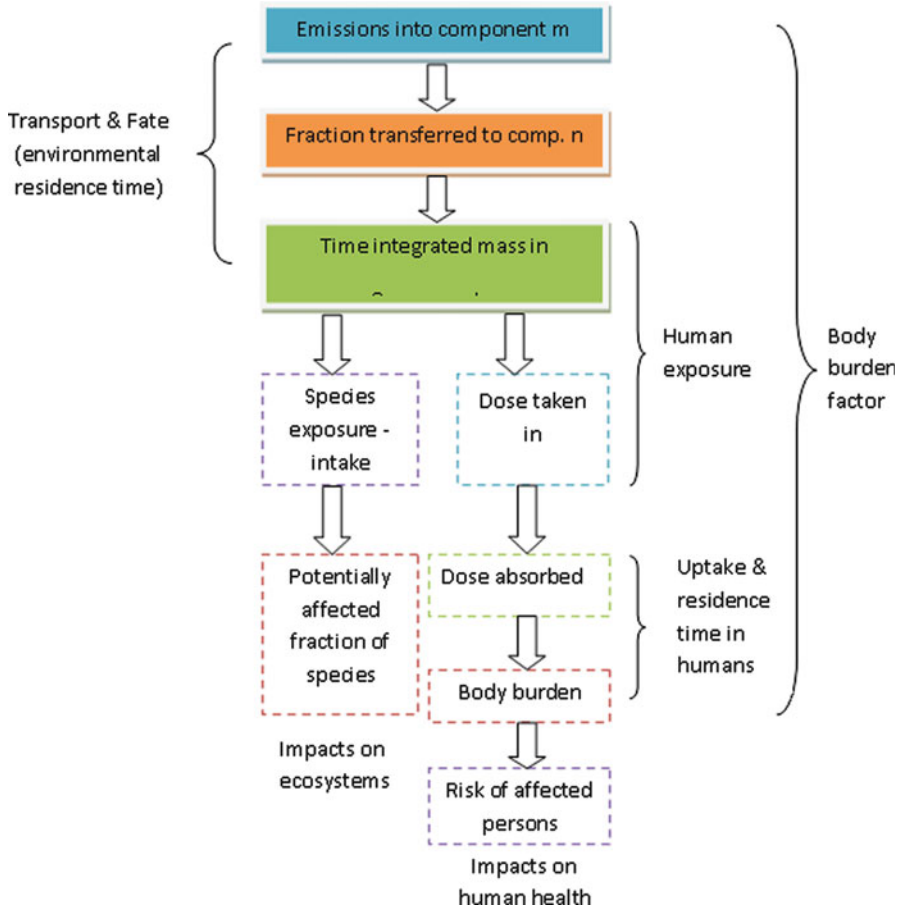 Emissions into component m
Transport & Fate
(environmental
residence time)
Fraction transferred to comp. n
Time integrated mass in
Human
exposure
Body
burden
factor
Species
exposure -
intake
Dose taken
in
Potentially
affected
fraction of
species
Dose absorbed
Uptake &
residence
time in
humans
Body burden
Impacts on
ecosystems
Risk of affected
persons
Impacts on
human health